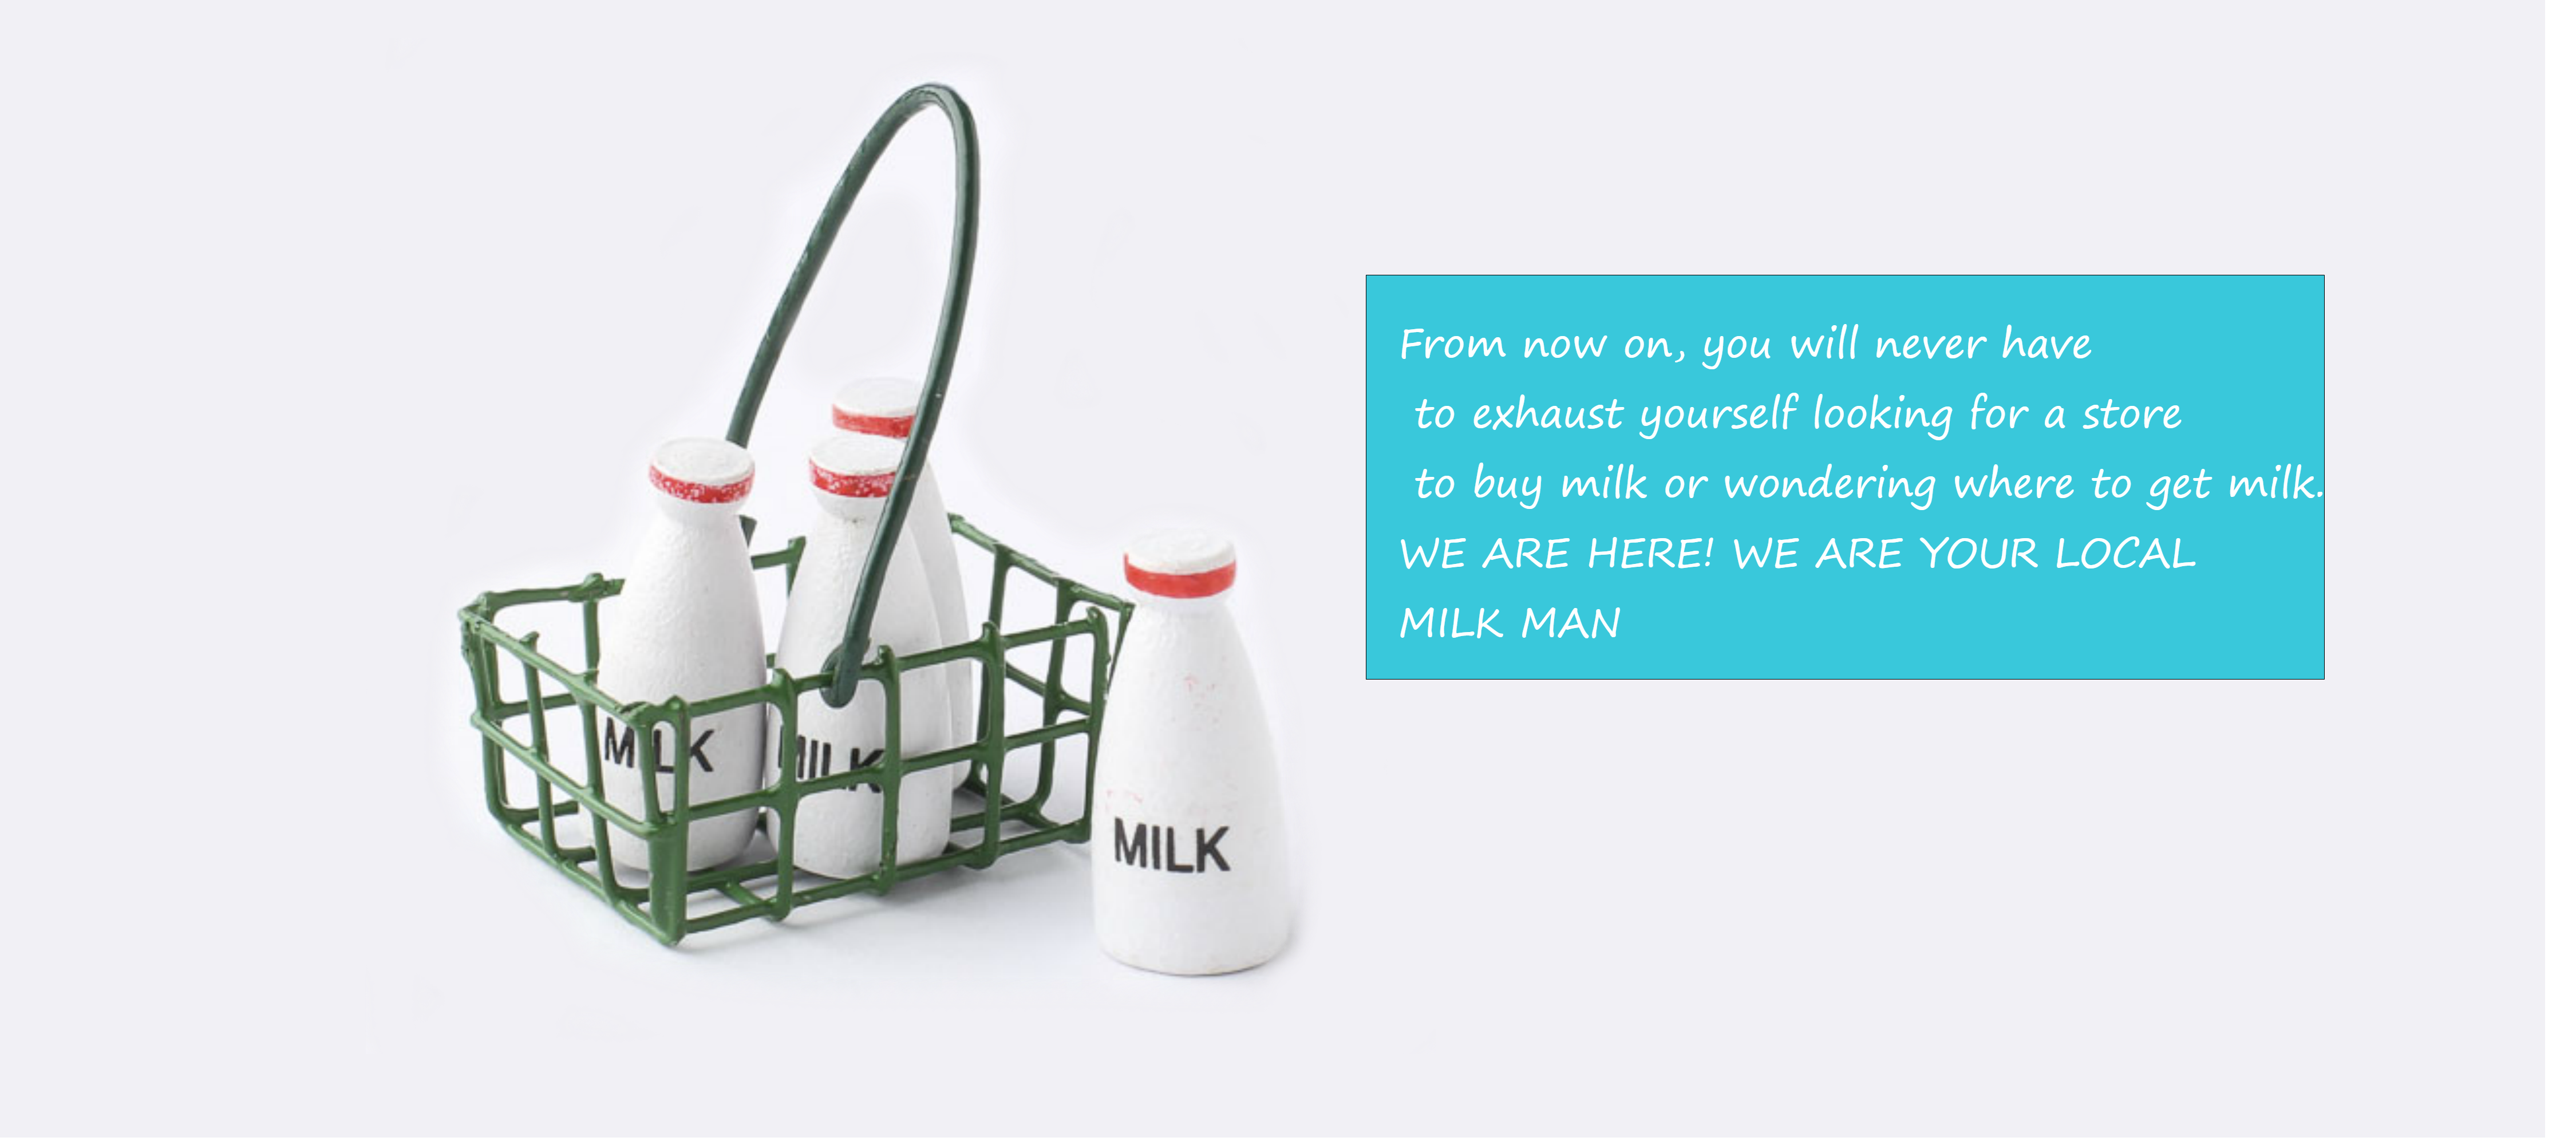 From now on, you will never have
to exhaust yourself looking for a store
to buy milk or wondering where to get milk.
WE ARE HERE! WE ARE YOUR LOCAL
MILK MAN
MILK
MILK
MILK